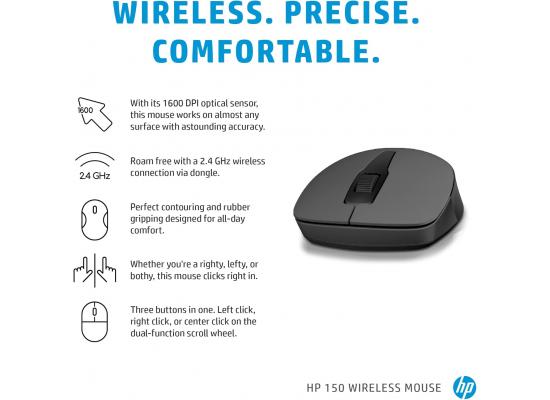 WIRELESS. PRECISE.
COMFORTABLE.
1600
With its 1600 DPI optical sensor,
this mouse works on almost any
surface with astounding accuracy.
2.4 GHz
Roam free with a 2.4 GHz wireless
connection via dongle.
Perfect contouring and rubber
gripping designed for all-day
comfort.
Whether you're a righty, lefty, or
bothy, this mouse clicks right in.
Three buttons in one. Left click,
right click, or center click on the
dual-function scroll wheel.
HP 150 WIRELESS MOUSE
hp